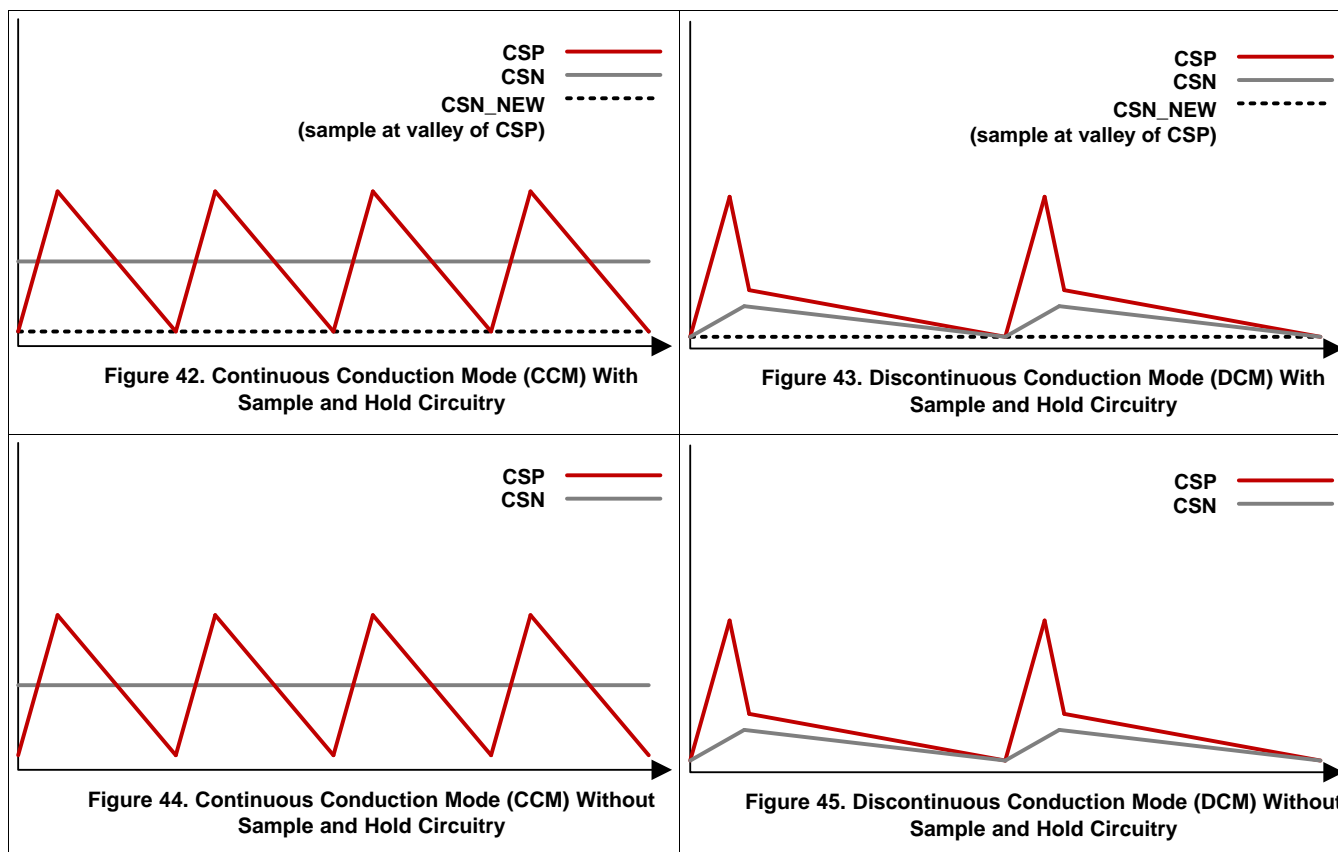 CSP
CSN
CSN_NEW
(sample at valley of CSP)
Figure 42. Continuous Conduction Mode (CCM) With
Sample and Hold Circuitry
CSP
CSN
CSN_NEW
(sample at valley of CSP)
Figure 43. Discontinuous Conduction Mode (DCM) With
Sample and Hold Circuitry
CSP
CSN
Figure 44. Continuous Conduction Mode (CCM) Without
Sample and Hold Circuitry
CSP
CSN
Figure 45. Discontinuous Conduction Mode (DCM) Without
Sample and Hold Circuitry